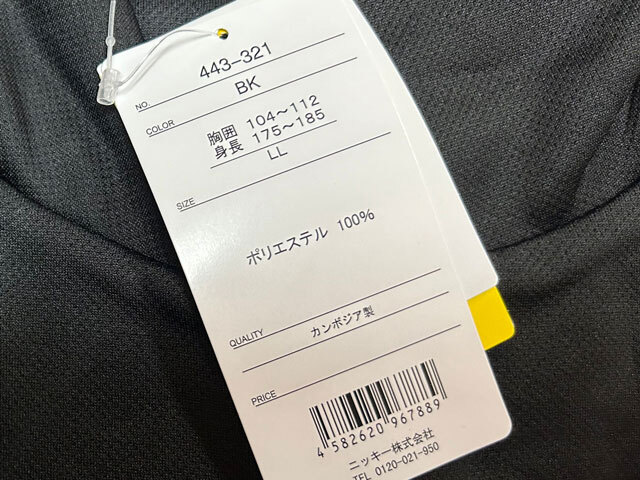 NO. 443-321
COLOR BK
胸囲 104～112
身長 175～185
SIZE LL
ポリエステル 100%
QUALITY
カンボジア製
PRICE
4 582620 967889
ニッキー株式会社
TEL 0120-021-950